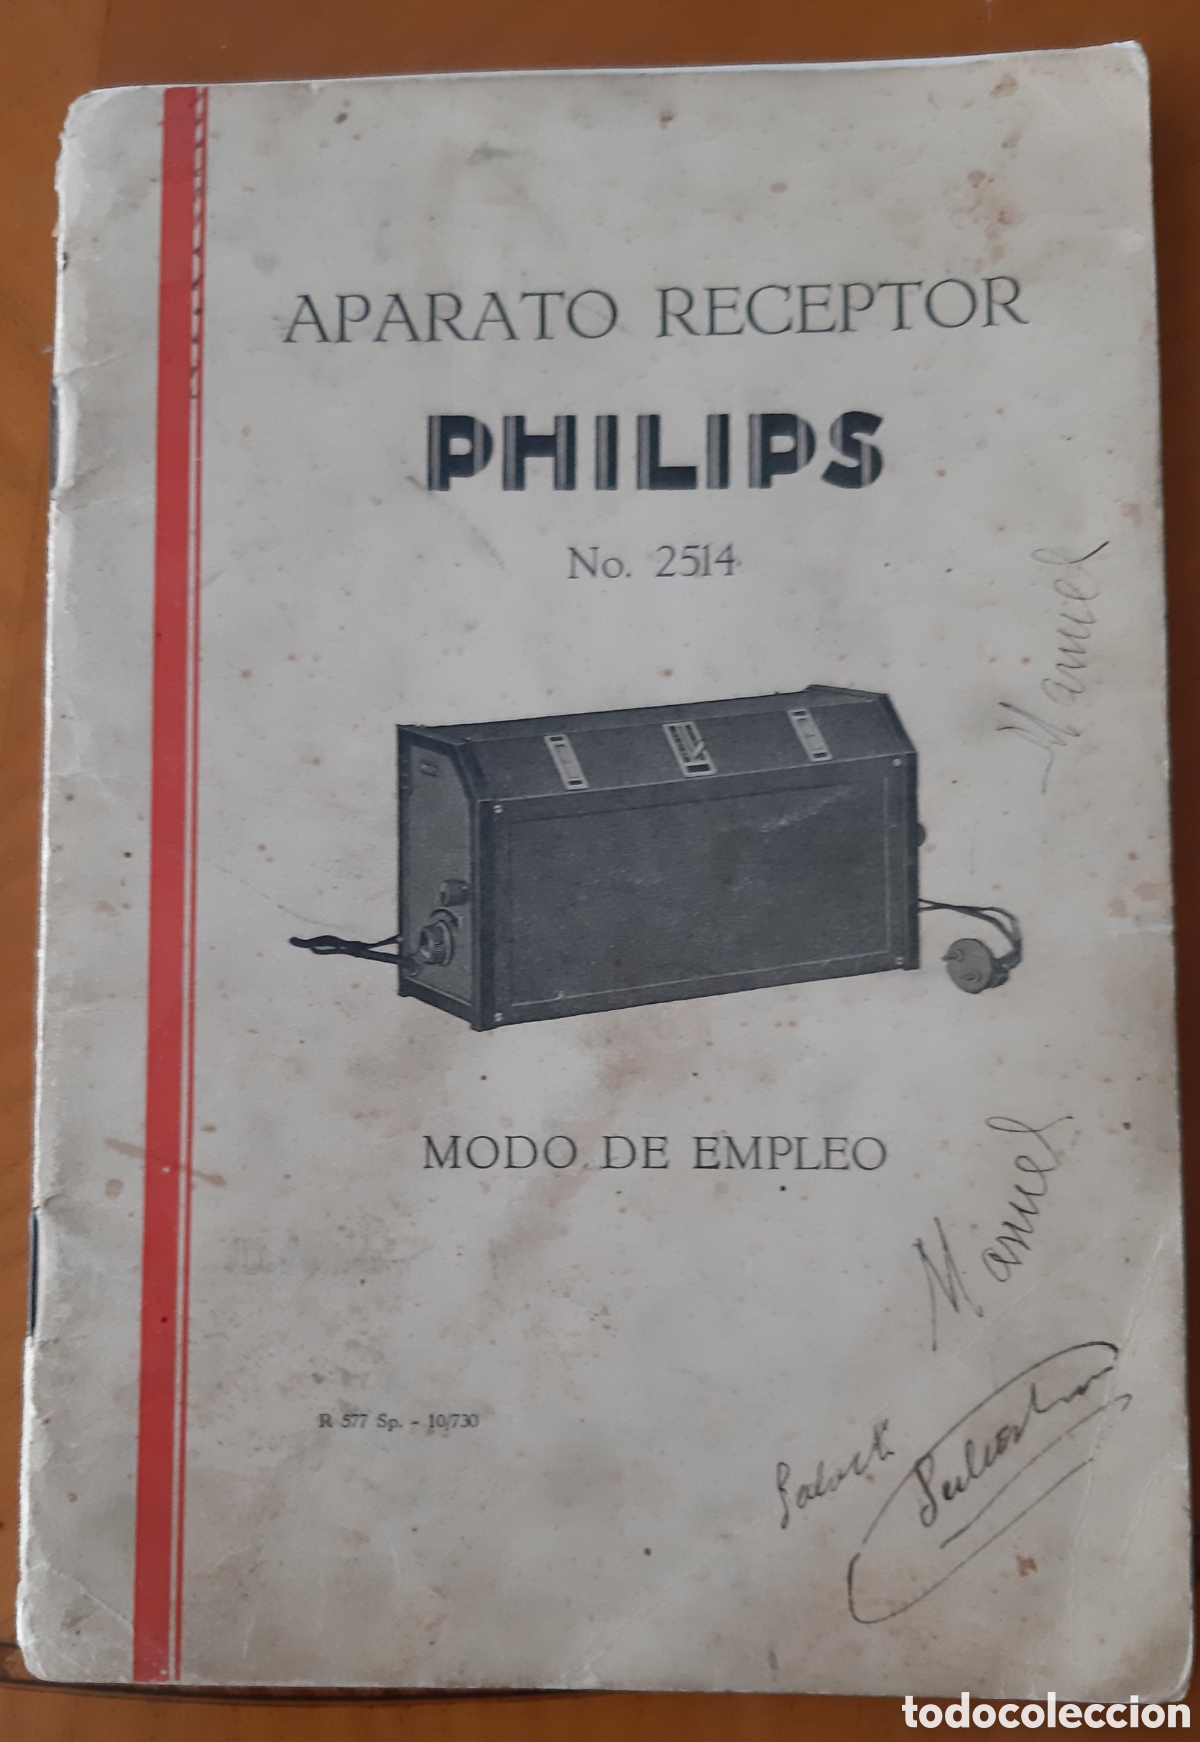 APARATO RECEPTOR
PHILIPS
No. 2514
Manuel
MODO DE EMPLEO
Manuel
R 577 Sp. - 10/730
todocoleccion